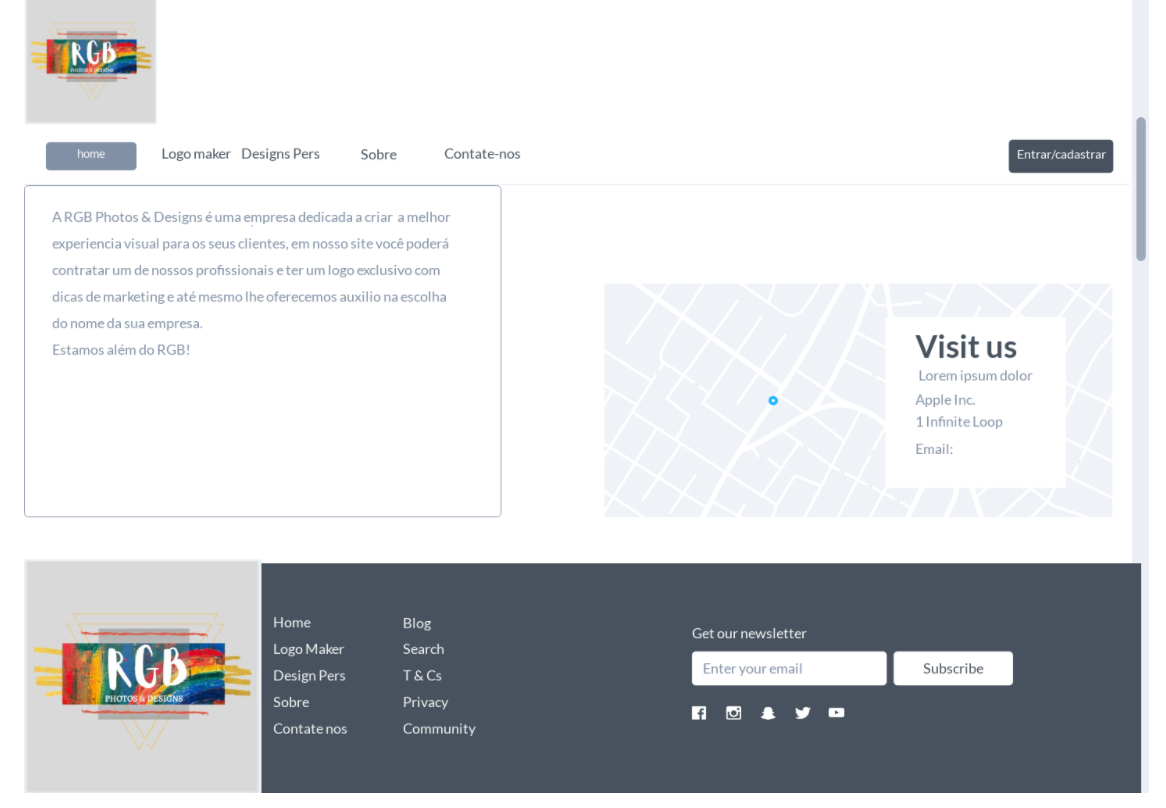 RGB
PHOTOS & DESIGNS
home
Logo maker
Designs Pers
Sobre
Contate-nos
Entrar/cadastrar
A RGB Photos & Designs é uma empresa dedicada a criar  a melhor
experiencia visual para os seus clientes, em nosso site você poderá
contratar um de nossos profissionais e ter um logo exclusivo com
dicas de marketing e até mesmo lhe oferecemos auxilio na escolha
do nome da sua empresa.
Estamos além do RGB!
Visit us
Lorem ipsum dolor
Apple Inc.
1 Infinite Loop
Email:
RGB
PHOTOS & DESIGNS
Home
Logo Maker
Design Pers
Sobre
Contate nos
Blog
Search
T & Cs
Privacy
Community
Get our newsletter
Enter your email
Subscribe